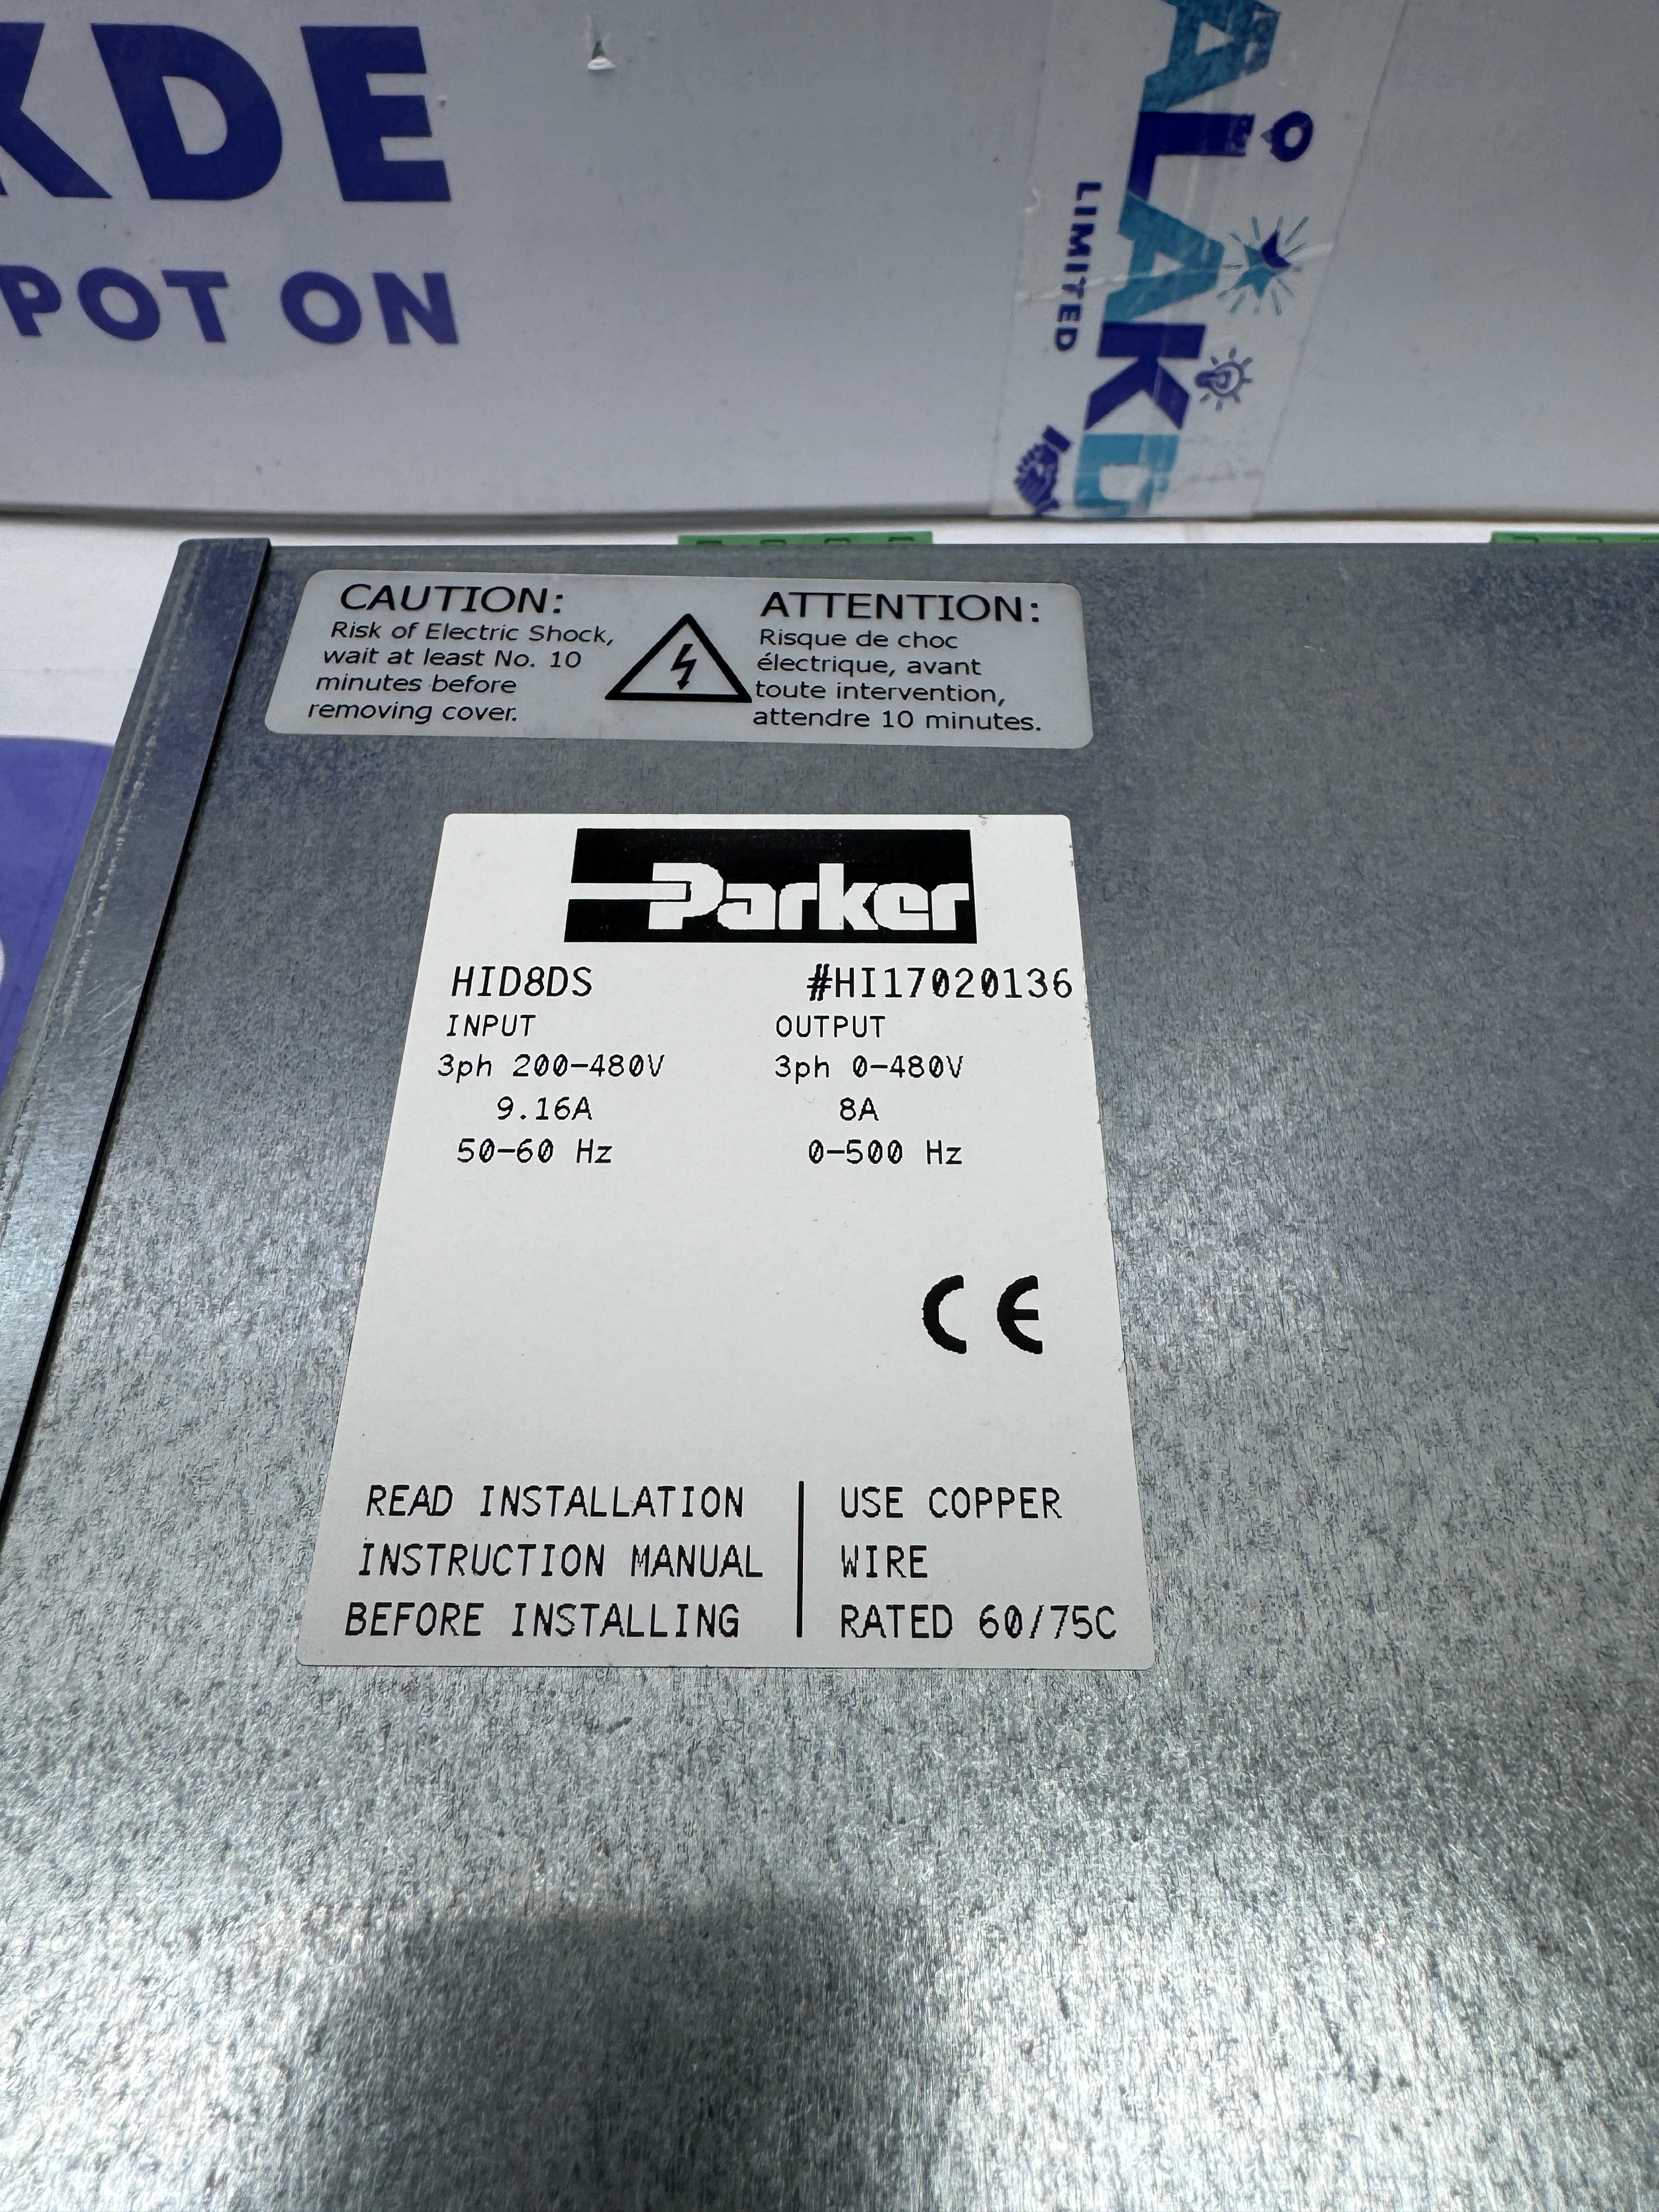 KDE
POT ON
ALAKD
LIMITED
CAUTION:
Risk of Electric Shock,
wait at least No. 10
minutes before
removing cover.
ATTENTION:
Risque de choc
électrique, avant
toute intervention,
attendre 10 minutes.
Parker
HID8DS #HI17020136
INPUT OUTPUT
3ph 200-480V 3ph 0-480V
9.16A 8A
50-60 Hz 0-500 Hz
CE
READ INSTALLATION
INSTRUCTION MANUAL
BEFORE INSTALLING
USE COPPER
WIRE
RATED 60/75C